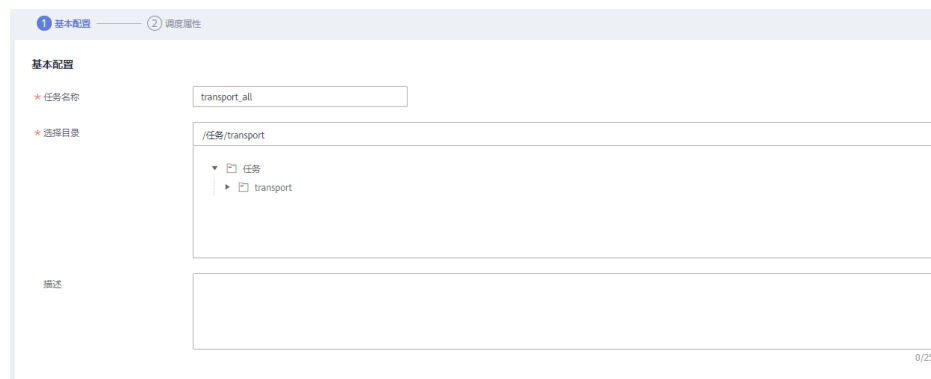 1 基本配置 2 调度属性
基本配置
* 任务名称 transport_all
* 选择目录 /任务/transport
任务
transport
描述
0/25